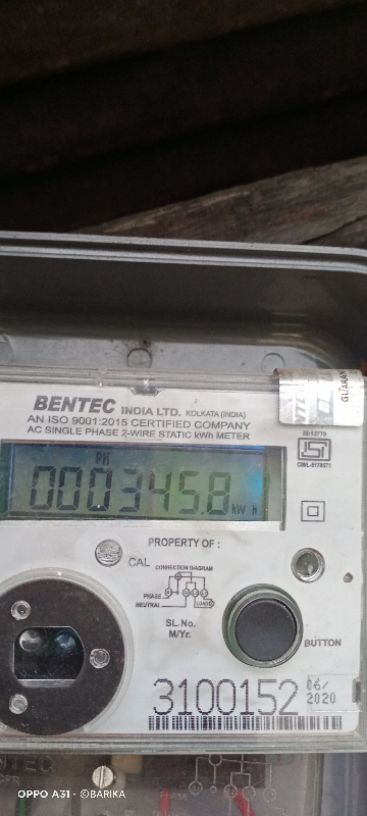 BENTEC INDIA LTD. KOLKATA (INDIA)
AN ISO 9001:2015 CERTIFIED COMPANY
AC SINGLE PHASE 2-WIRE STATIC kWh METER
GUARAN
000345.8 kWh
PROPERTY OF :
CAL
CONNECTION DIAGRAM
PHASE
NEUTRAL
LOAD
SL. No.
M/Yr.
BUTTON
3100152 06/
2020
BENTEC
OPPO A31 · ©BARIKA